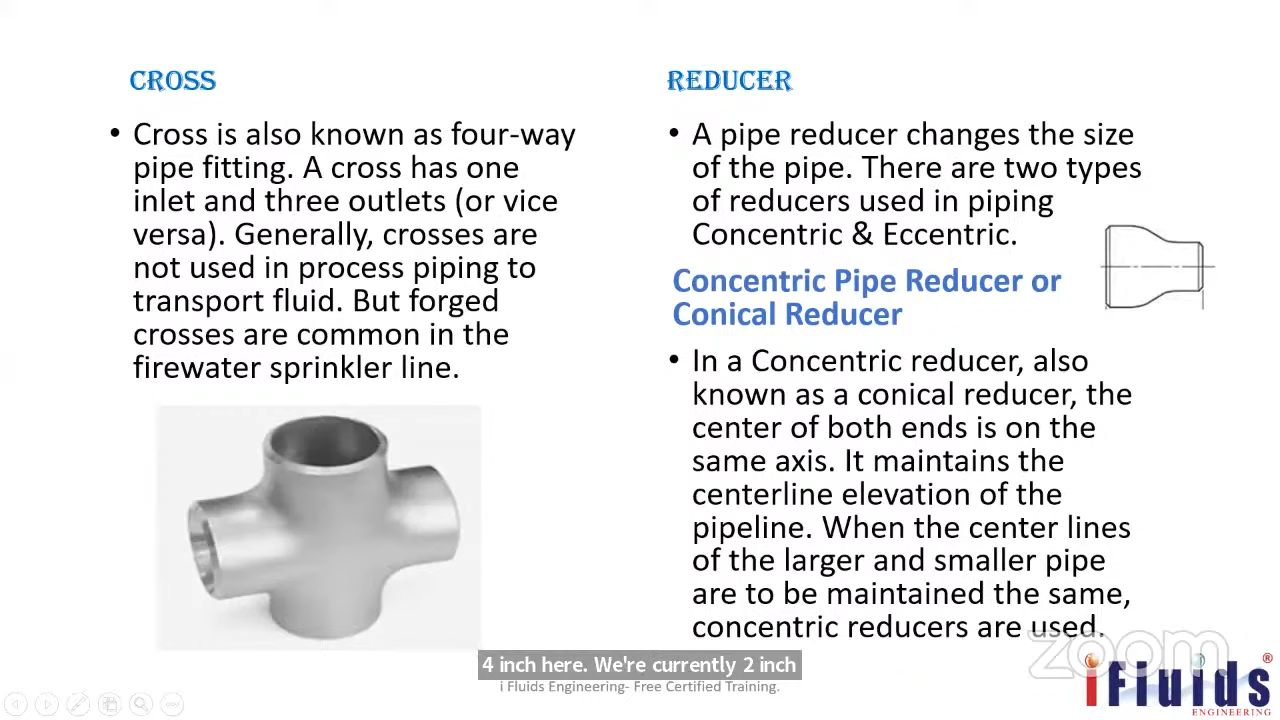 CROSS
• Cross is also known as four-way
pipe fitting. A cross has one
inlet and three outlets (or vice
versa). Generally, crosses are
not used in process piping to
transport fluid. But forged
crosses are common in the
firewater sprinkler line.
REDUCER
• A pipe reducer changes the size
of the pipe. There are two types
of reducers used in piping
Concentric & Eccentric.
Concentric Pipe Reducer or
Conical Reducer
• In a Concentric reducer, also
known as a conical reducer, the
center of both ends is on the
same axis. It maintains the
centerline elevation of the
pipeline. When the center lines
of the larger and smaller pipe
are to be maintained the same,
concentric reducers are used.
zoom
4 inch here. We're currently 2 inch
i Fluids Engineering- Free Certified Training.
iFluids®
ENGINEERING